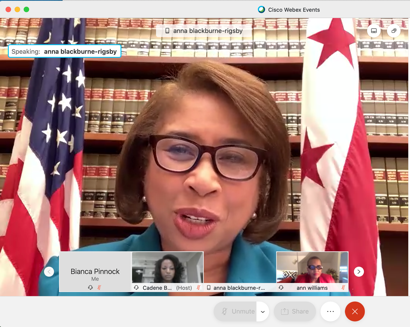 Cisco Webex Events
anna blackburne-rigsby
Speaking: anna blackburne-rigsby
Bianca Pinnock
Me
Cadene B... (Host)
anna blackburne-r...
ann williams
Unmute
Share